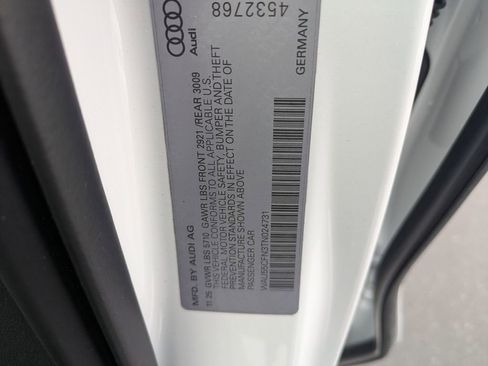 Audi
4532768
MFD. BY AUDI AG
GERMANY
11 25 GVWR LBS 5710 GAWR LBS FRONT 2921/REAR 3009
THIS VEHICLE CONFORMS TO ALL APPLICABLE U.S.
FEDERAL MOTOR VEHICLE SAFETY, BUMPER AND THEFT
PREVENTION STANDARDS IN EFFECT ON THE DATE OF
MANUFACTURE SHOWN ABOVE
PASSENGER CAR
WAU55CFN3TN024731